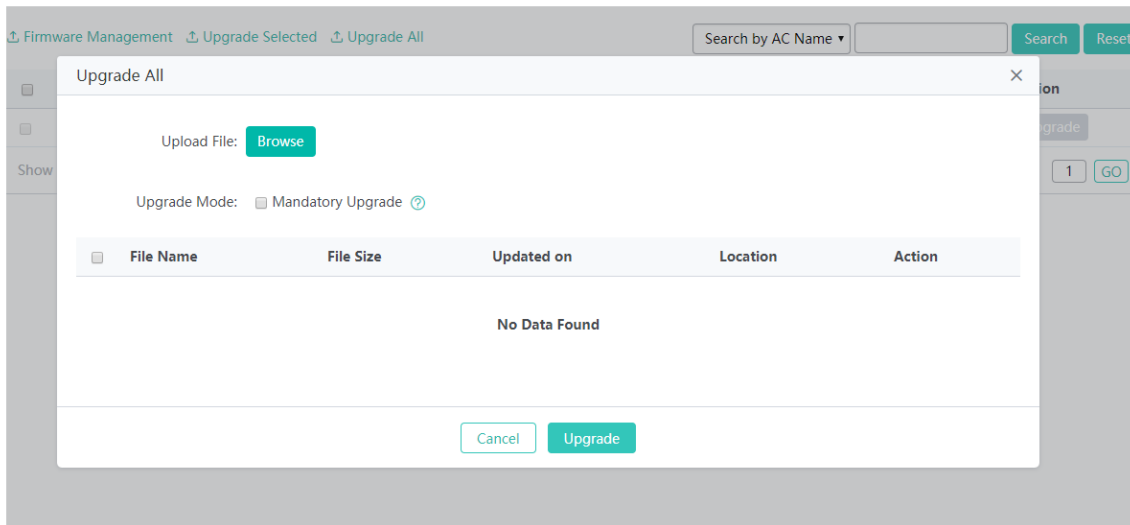 Firmware Management Upgrade Selected Upgrade All Search by AC Name Search Reset
Upgrade All
ion
Upload File: Browse
grade
Show 1 GO
Upgrade Mode: Mandatory Upgrade ?
File Name File Size Updated on Location Action
No Data Found
Cancel Upgrade